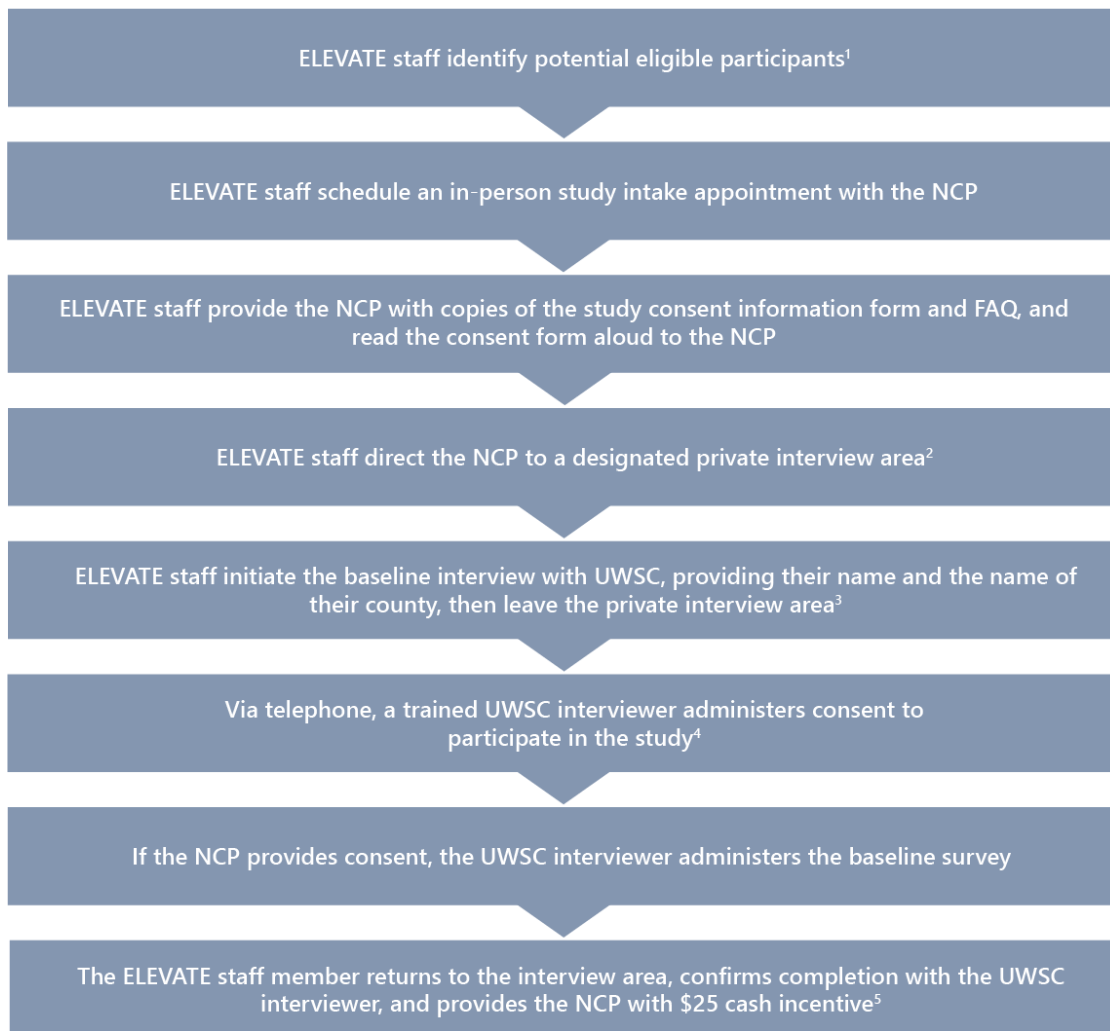 ELEVATE staff identify potential eligible participants¹
ELEVATE staff schedule an in-person study intake appointment with the NCP
ELEVATE staff provide the NCP with copies of the study consent information form and FAQ, and
read the consent form aloud to the NCP
ELEVATE staff direct the NCP to a designated private interview area²
ELEVATE staff initiate the baseline interview with UWSC, providing their name and the name of
their county, then leave the private interview area³
Via telephone, a trained UWSC interviewer administers consent to
participate in the study⁴
If the NCP provides consent, the UWSC interviewer administers the baseline survey
The ELEVATE staff member returns to the interview area, confirms completion with the UWSC
interviewer, and provides the NCP with $25 cash incentive⁵